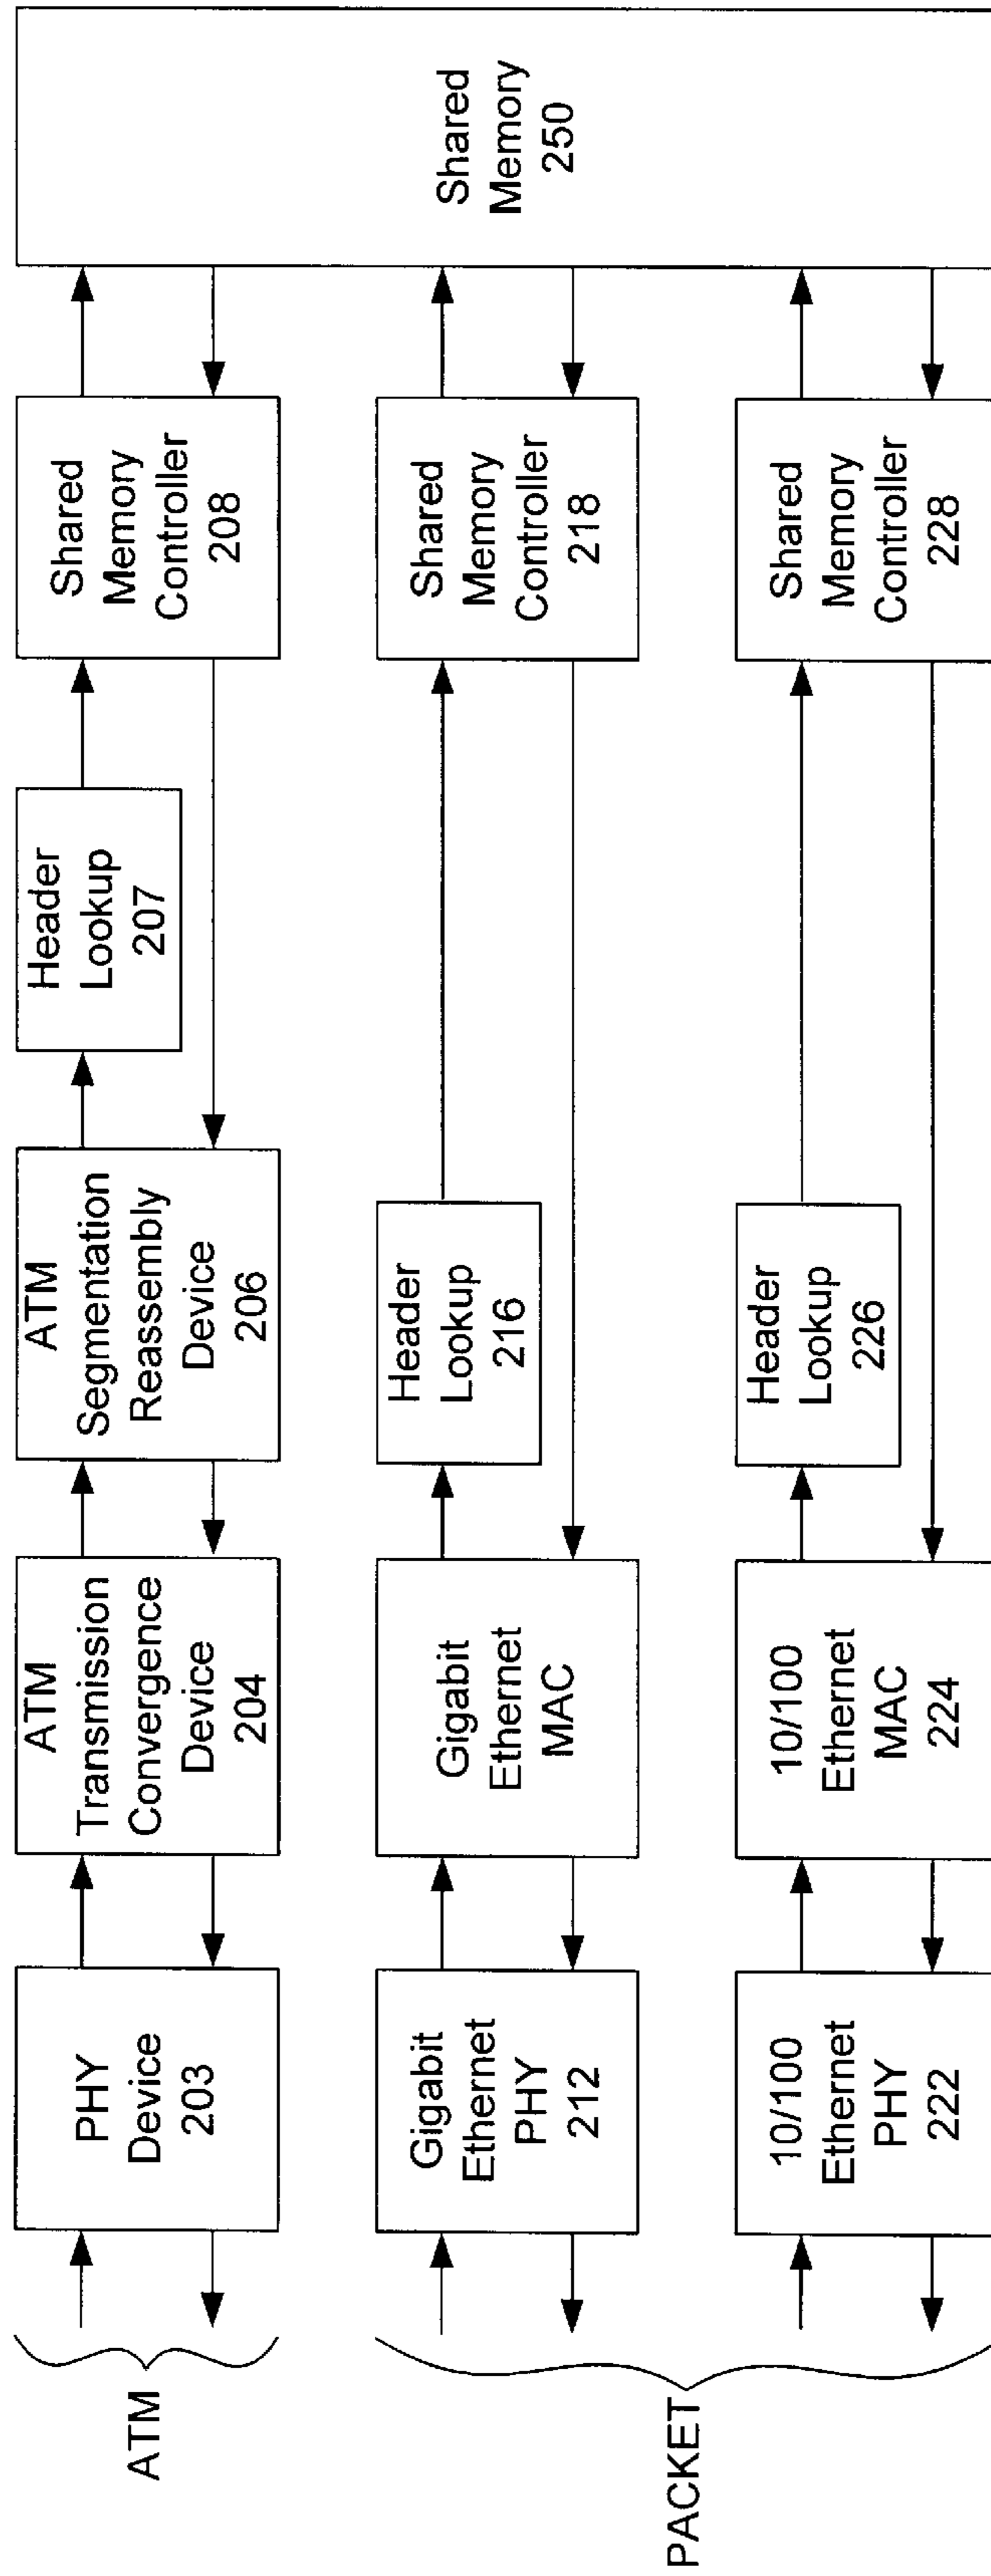 ATM
PHY
Device
203
ATM
Transmission
Convergence
Device
204
ATM
Segmentation
Reassembly
Device
206
Header
Lookup
207
Shared
Memory
Controller
208
PACKET
Gigabit
Ethernet
PHY
212
Gigabit
Ethernet
MAC
Header
Lookup
216
Shared
Memory
Controller
218
10/100
Ethernet
PHY
222
10/100
Ethernet
MAC
224
Header
Lookup
226
Shared
Memory
Controller
228
Shared
Memory
250